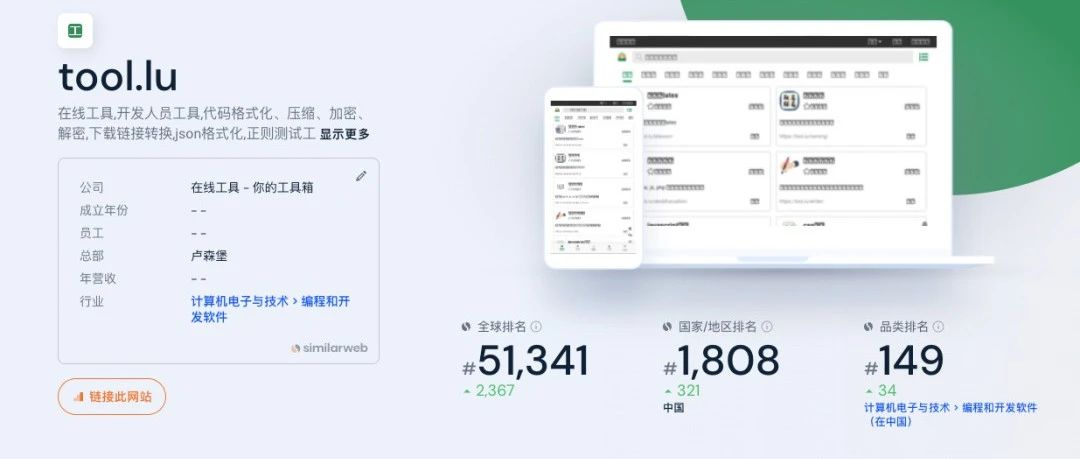 tool.lu
在线工具,开发人员工具,代码格式化、压缩、加密、
解密,下载链接转换,json格式化,正则测试工 显示更多
公司 在线工具 - 你的工具箱
成立年份 - -
员工 - -
总部 卢森堡
年营收 - -
行业 计算机电子与技术 > 编程和开
发软件
similarweb
链接此网站
全球排名
#51,341
2,367
国家/地区排名
#1,808
321
中国
品类排名
#149
34
计算机电子与技术 > 编程和开发软件
（在中国）